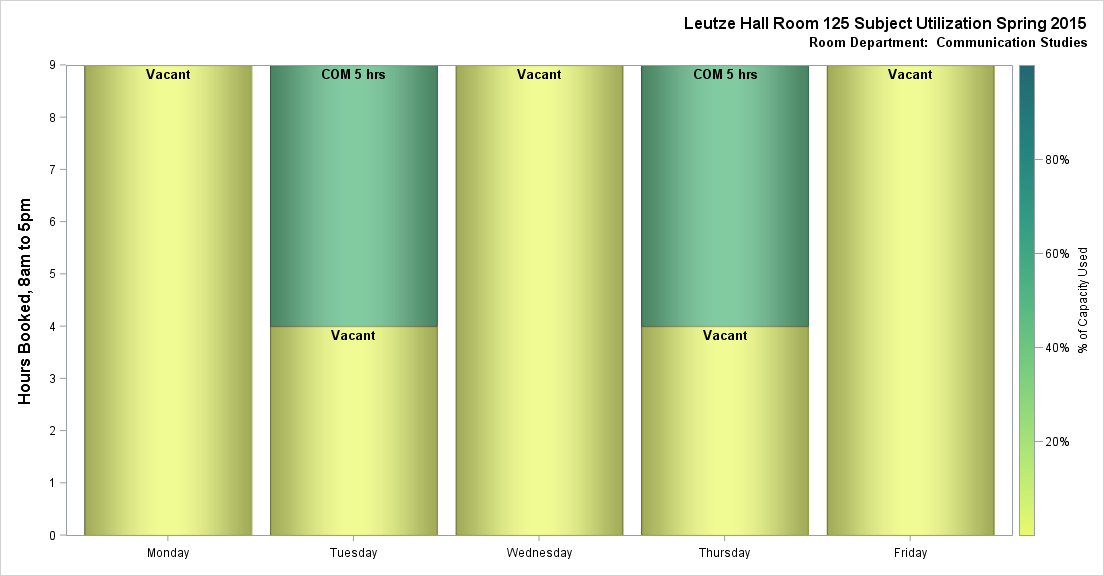 Leutze Hall Room 125 Subject Utilization Spring 2015
Room Department:  Communication Studies
Hours Booked, 8am to 5pm
9
8
7
6
5
4
3
2
1
0
Vacant
COM 5 hrs
Vacant
COM 5 hrs
Vacant
Vacant
Vacant
Monday
Tuesday
Wednesday
Thursday
Friday
80%
60%
40%
20%
% of Capacity Used